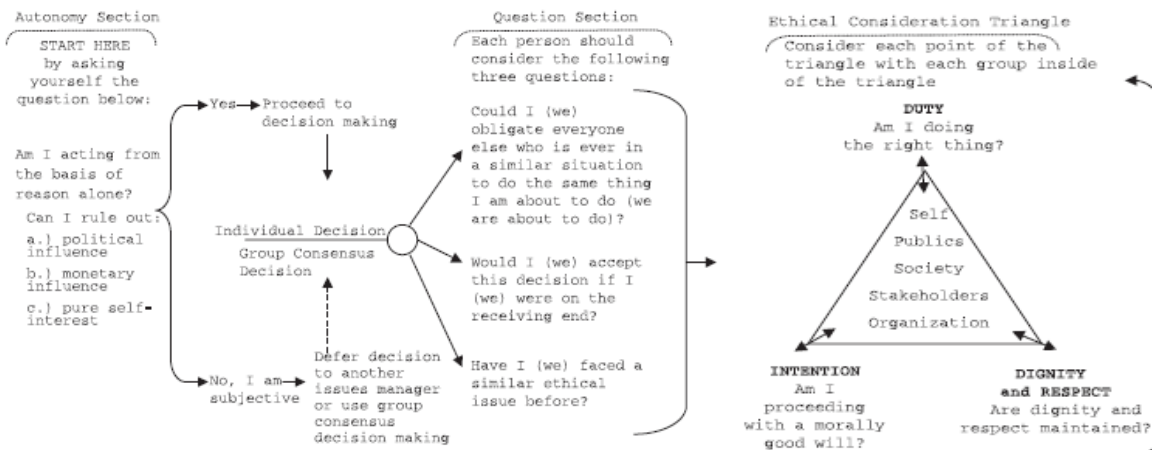 Autonomy Section
START HERE
by asking
yourself the
question below:
Am I acting from
the basis of
reason alone?
Can I rule out:
a.) political
influence
b.) monetary
influence
c.) pure self-
interest
Yes
Proceed to
decision making
Individual Decision
Group Consensus
Decision
No, I am
subjective
Defer decision
to another
issues manager
or use group
consensus
decision making
Question Section
Each person should
consider the following
three questions:
Could I (we)
obligate everyone
else who is ever in
a similar situation
to do the same thing
I am about to do (we
are about to do)?
Would I (we) accept
this decision if I
(we) were on the
receiving end?
Have I (we) faced a
similar ethical
issue before?
Ethical Consideration Triangle
Consider each point of the
triangle with each group inside
of the triangle
DUTY
Am I doing
the right thing?
Self
Publics
Society
Stakeholders
Organization
INTENTION
Am I
proceeding
with a morally
good will?
DIGNITY
and RESPECT
Are dignity and
respect maintained?